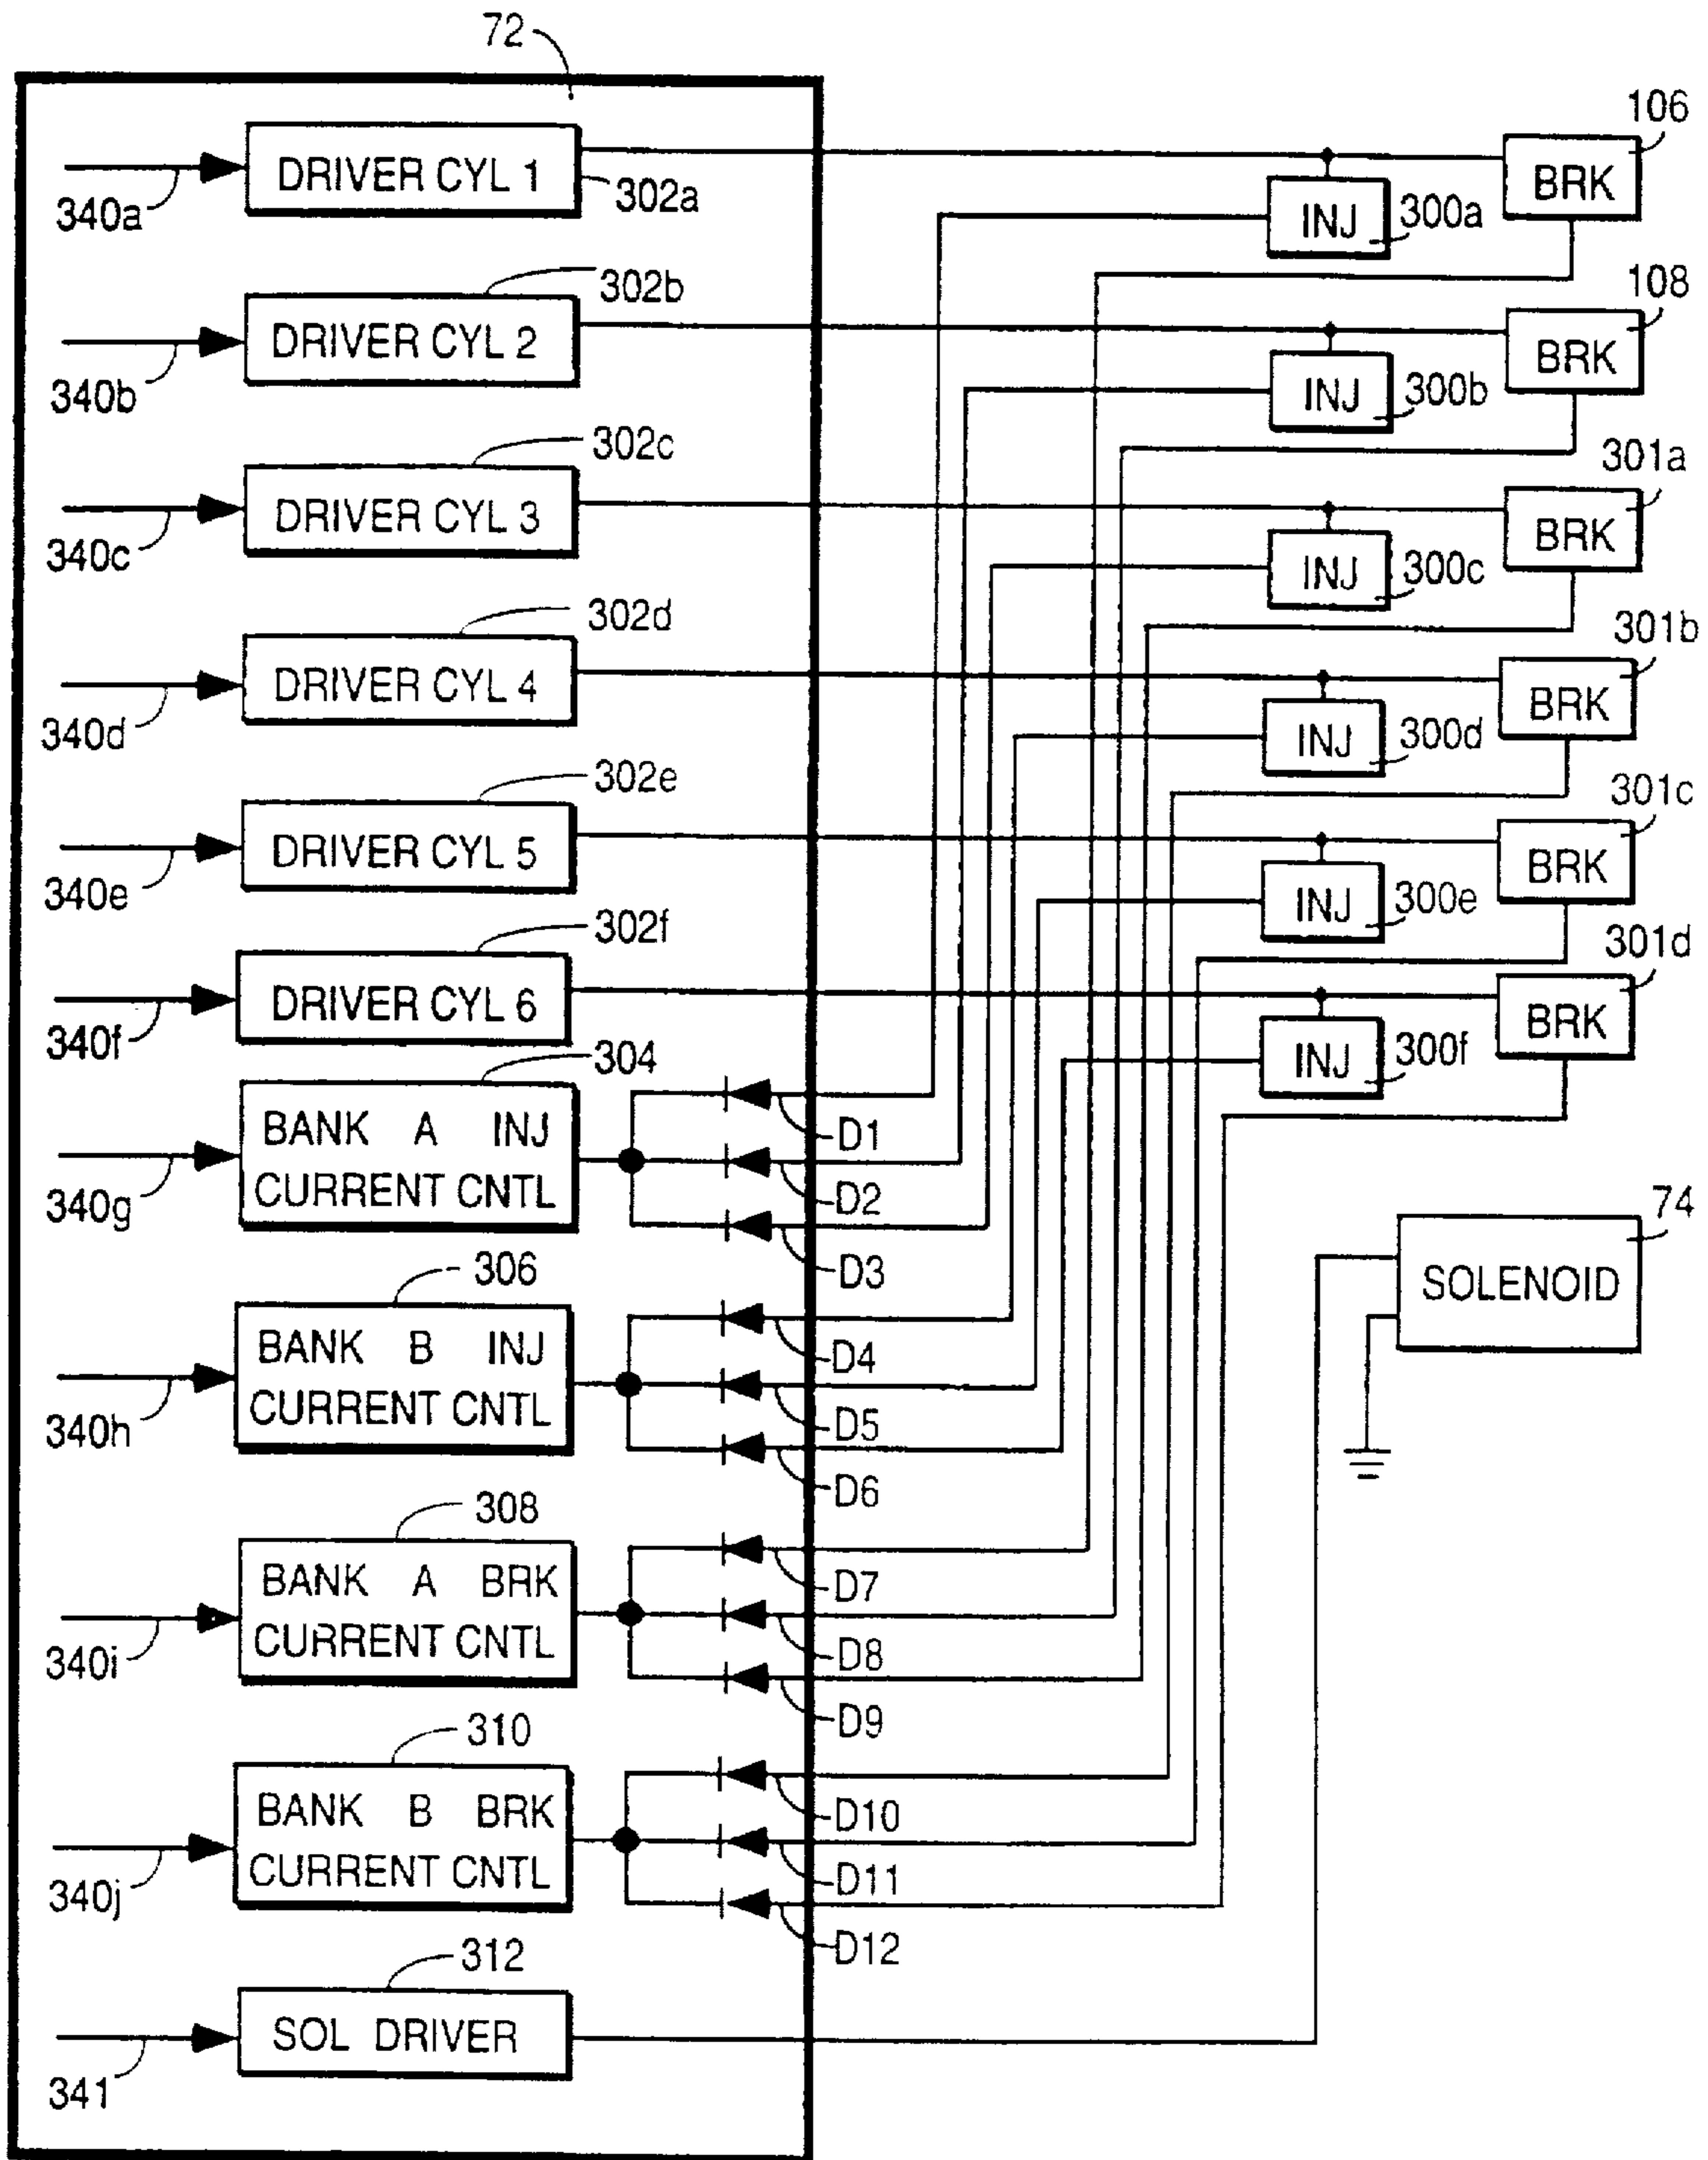 72
106
DRIVER CYL 1
BRK
340a
302a
INJ
300a
302b
108
DRIVER CYL 2
BRK
340b
INJ
300b
302c
301a
DRIVER CYL 3
BRK
340c
INJ
300c
302d
301b
DRIVER CYL 4
BRK
340d
INJ
300d
302e
301c
DRIVER CYL 5
BRK
340e
INJ
300e
302f
301d
DRIVER CYL 6
BRK
340f
INJ
300f
304
BANK A INJ
CURRENT CNTL
340g
D1
D2
D3
74
SOLENOID
306
BANK B INJ
CURRENT CNTL
340h
D4
D5
D6
308
BANK A BRK
CURRENT CNTL
340i
D7
D8
D9
310
BANK B BRK
CURRENT CNTL
340j
D10
D11
D12
312
SOL DRIVER
341